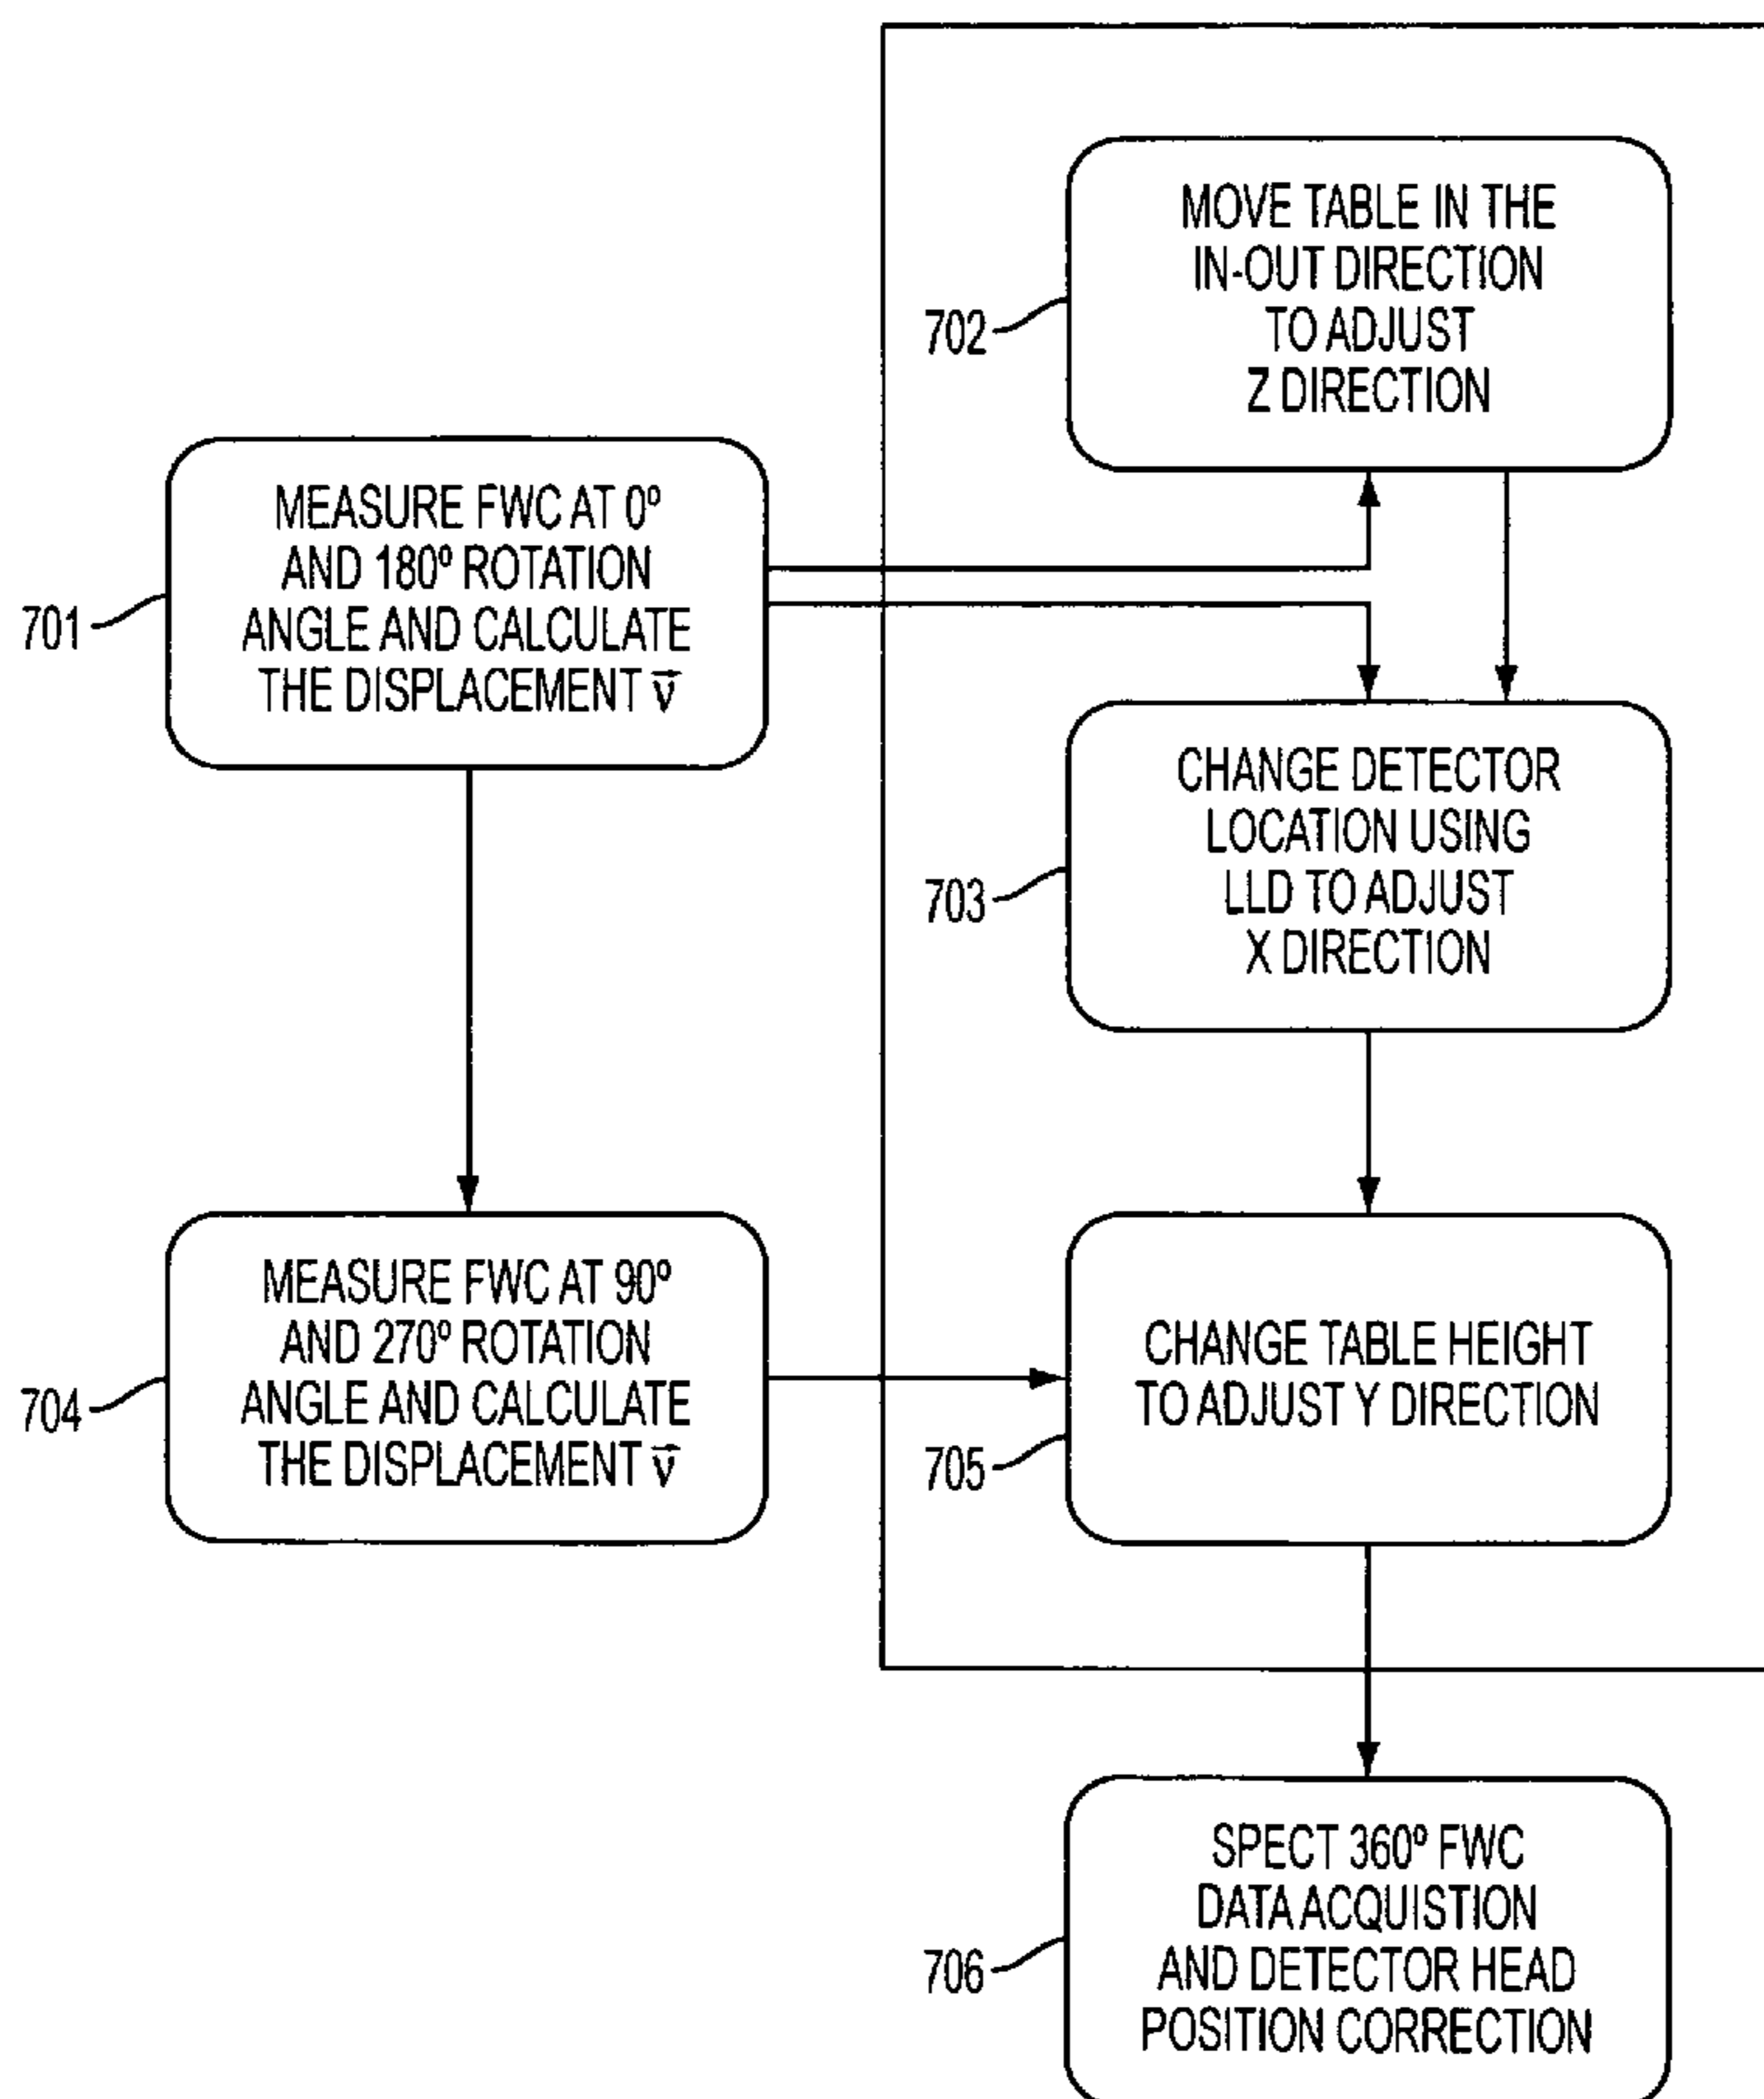 MOVE TABLE IN THE
IN-OUT DIRECTION
TO ADJUST
Z DIRECTION
702
MEASURE FWC AT 0º
AND 180º ROTATION
ANGLE AND CALCULATE
THE DISPLACEMENT v̄
701
CHANGE DETECTOR
LOCATION USING
LLD TO ADJUST
X DIRECTION
703
MEASURE FWC AT 90º
AND 270º ROTATION
ANGLE AND CALCULATE
THE DISPLACEMENT v̄
704
CHANGE TABLE HEIGHT
TO ADJUST Y DIRECTION
705
SPECT 360º FWC
DATA ACQUISTION
AND DETECTOR HEAD
POSITION CORRECTION
706